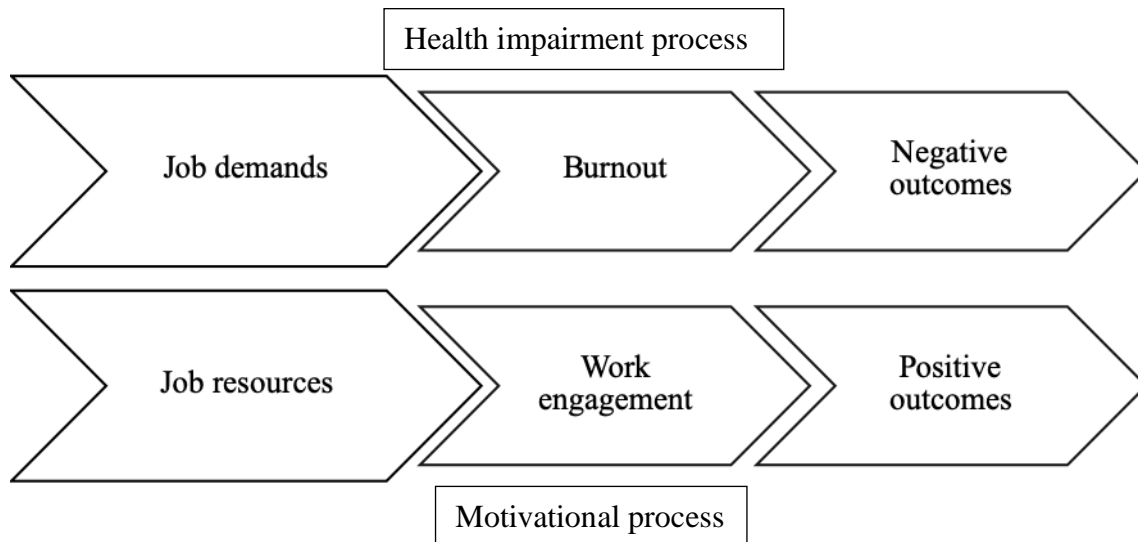 Health impairment process
Job demands
Burnout
Negative
outcomes
Job resources
Work
engagement
Positive
outcomes
Motivational process